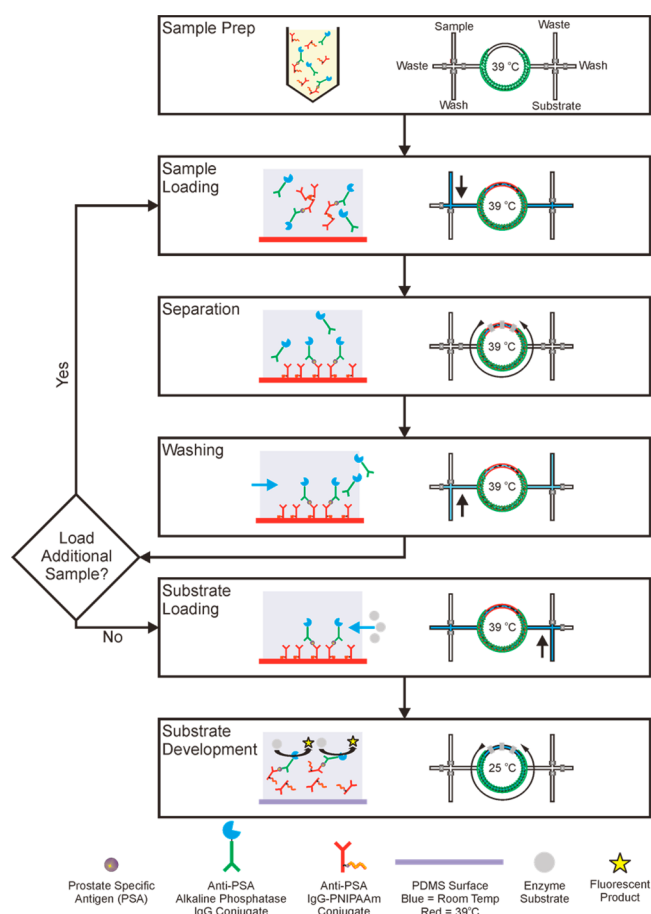 Sample Prep
Sample
Waste
Waste
39 °C
Wash
Wash
Substrate
Sample
Loading
39 °C
Separation
39 °C
Yes
Washing
39 °C
Load
Additional
Sample?
No
Substrate
Loading
39 °C
Substrate
Development
25 °C
Prostate Specific
Antigen (PSA)
Anti-PSA
Alkaline Phosphatase
IgG Conjugate
Anti-PSA
IgG-PNIPAAm
Conjugate
PDMS Surface
Blue = Room Temp
Red = 39°C
Enzyme
Substrate
Fluorescent
Product